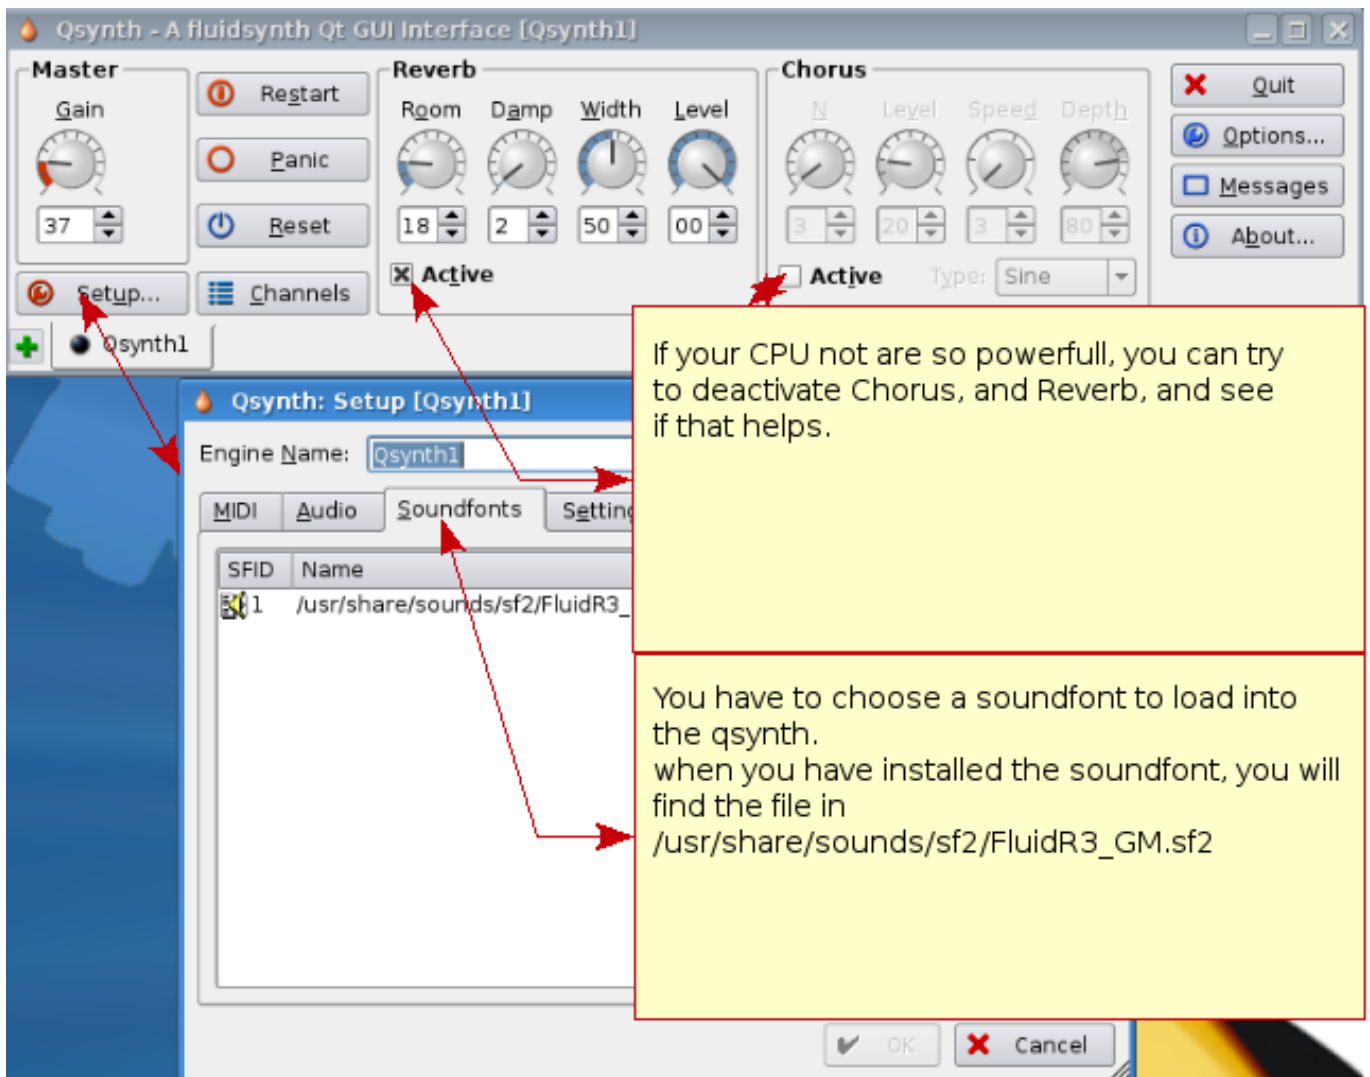 Qsynth - A fluidsynth Qt GUI Interface [Qsynth1]
Master
Gain
37
Setup...
Restart
Panic
Reset
Channels
Reverb
Room Damp Width Level
18 2 50 00
Active
Chorus
N Level Speed Depth
3 20 3 80
Active Type: Sine
Quit
Options...
Messages
About...
Qsynth1
If your CPU not are so powerfull, you can try
to deactivate Chorus, and Reverb, and see
if that helps.
Qsynth: Setup [Qsynth1]
Engine Name: Qsynth1
MIDI Audio Soundfonts Setting
SFID Name
1 /usr/share/sounds/sf2/FluidR3_
You have to choose a soundfont to load into
the qsynth.
when you have installed the soundfont, you will
find the file in
/usr/share/sounds/sf2/FluidR3_GM.sf2
OK Cancel